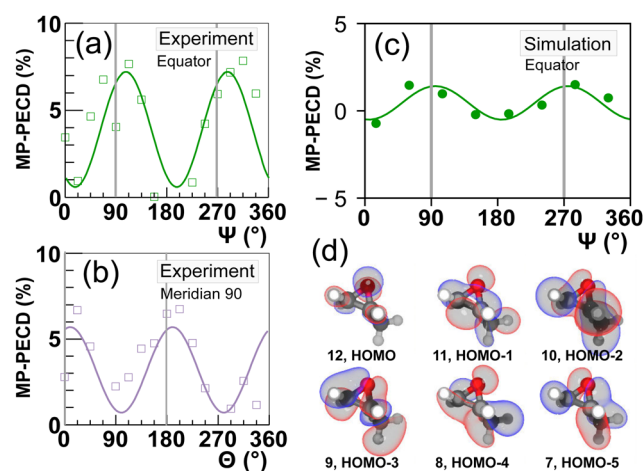 (a)
Experiment
Equator
MP-PECD (%)
10
5
0
0 90 180 270 360
Ψ (°)
(b)
Experiment
Meridian 90
MP-PECD (%)
10
5
0
0 90 180 270 360
Θ (°)
(c)
Simulation
Equator
MP-PECD (%)
5
0
−5
0 90 180 270 360
Ψ (°)
(d)
12, HOMO
11, HOMO-1
10, HOMO-2
9, HOMO-3
8, HOMO-4
7, HOMO-5